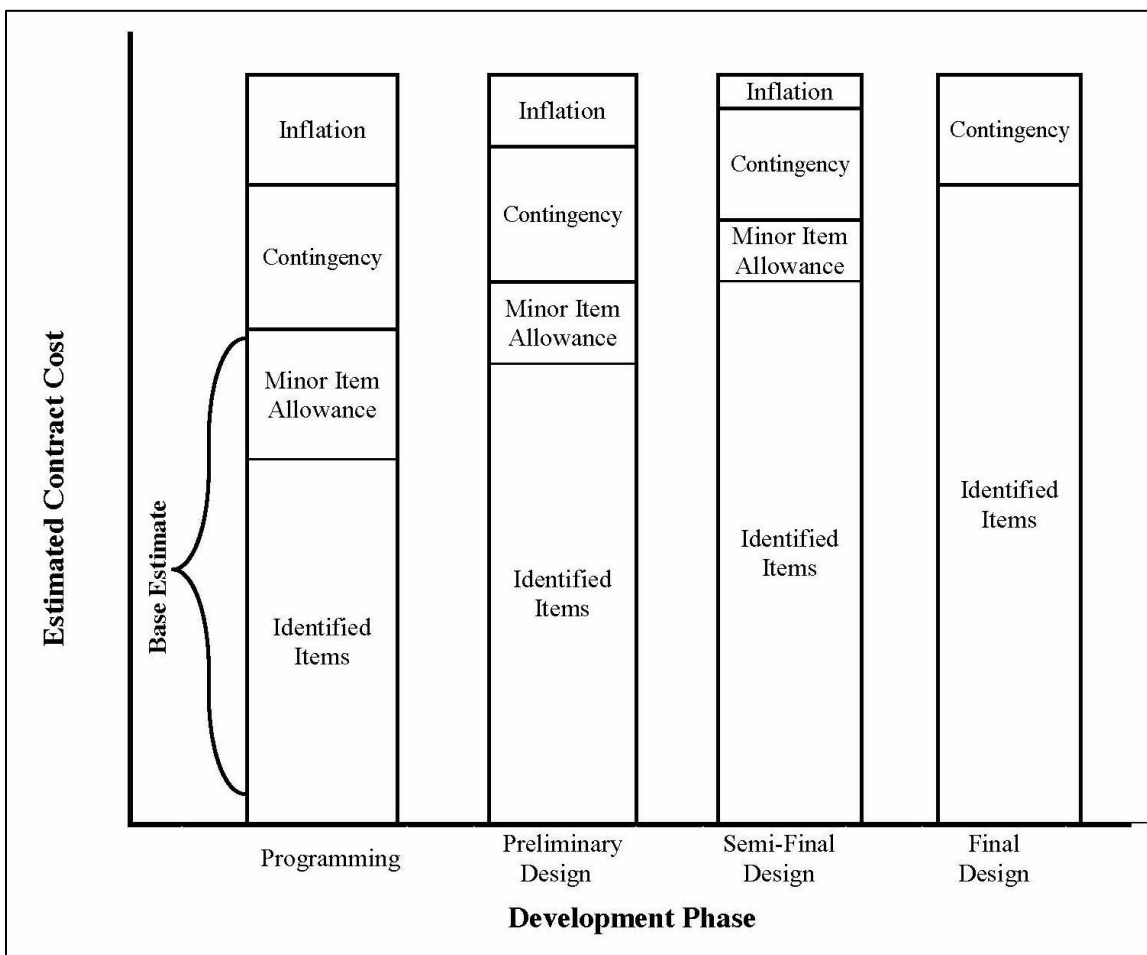 Estimated Contract Cost
Base Estimate
Inflation
Contingency
Minor Item
Allowance
Identified
Items
Programming
Inflation
Contingency
Minor Item
Allowance
Identified
Items
Preliminary
Design
Inflation
Contingency
Minor Item
Allowance
Identified
Items
Semi-Final
Design
Contingency
Identified
Items
Final
Design
Development Phase